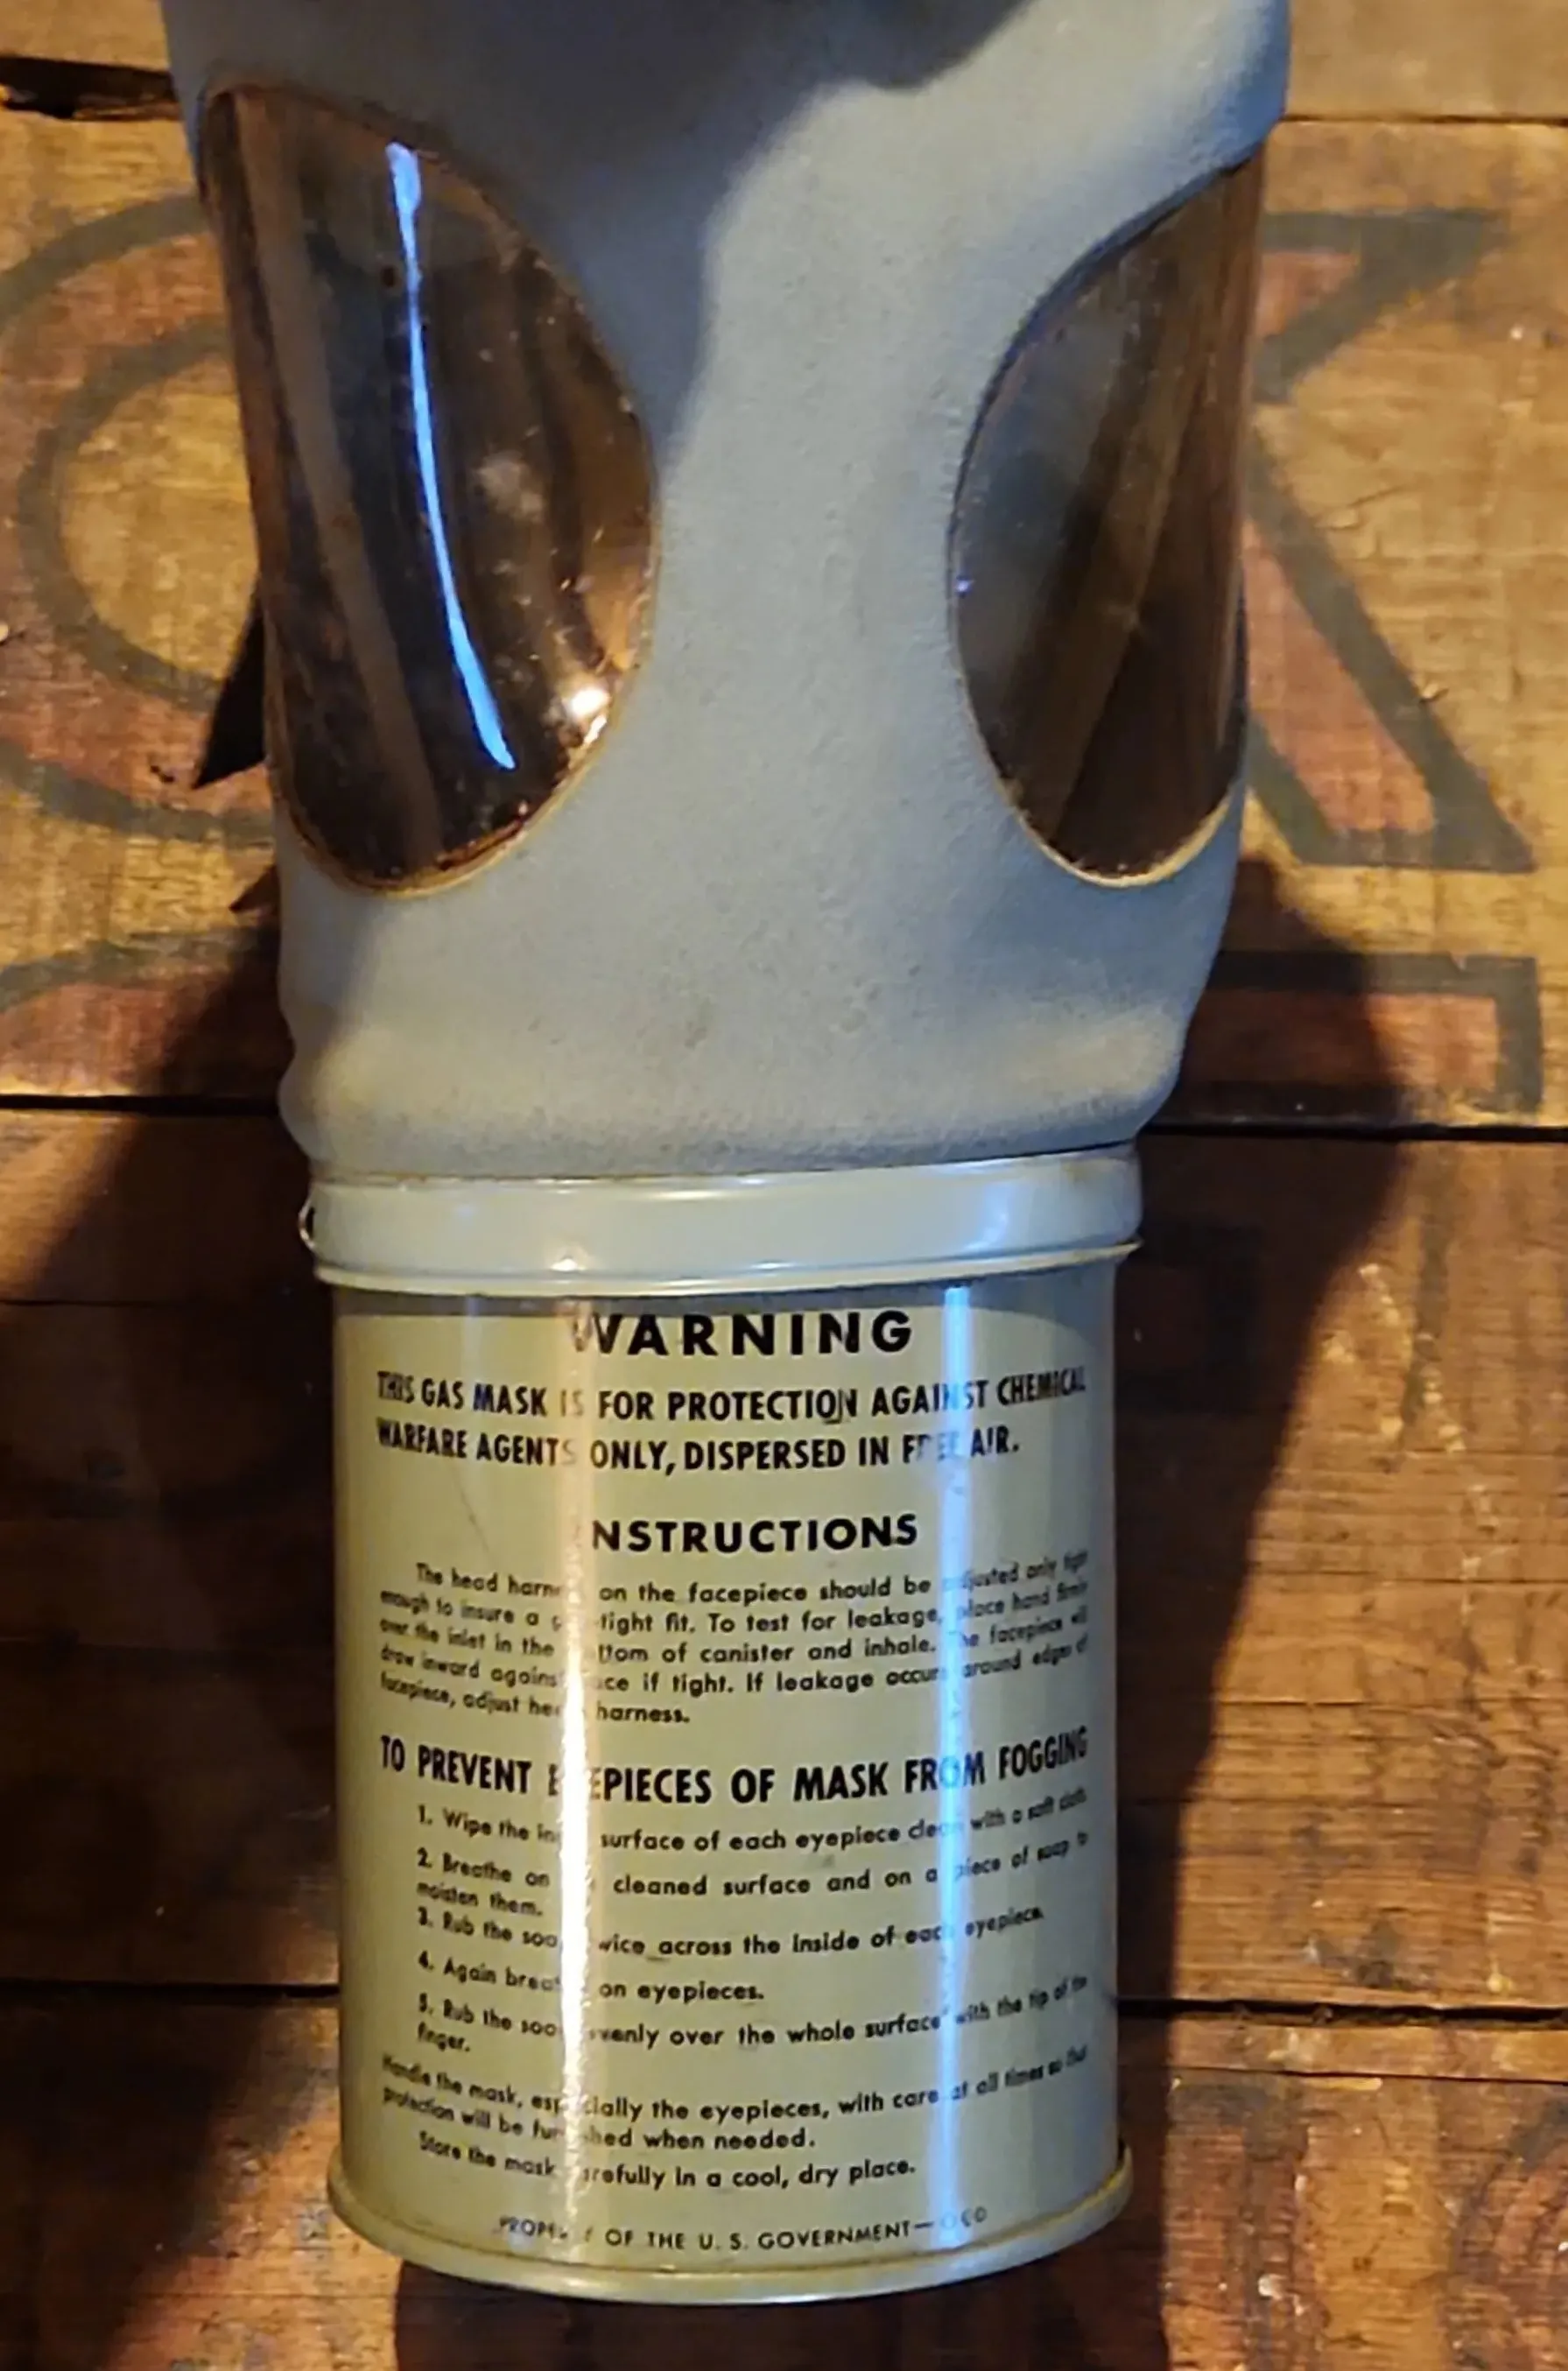 WARNING
THIS GAS MASK IS FOR PROTECTION AGAINST CHEMICAL
WARFARE AGENTS ONLY, DISPERSED IN FREE AIR.
INSTRUCTIONS
The head harness on the facepiece should be adjusted only tight
enough to insure a gas-tight fit. To test for leakage, place hand firmly
over the inlet in the bottom of canister and inhale. The facepiece will
draw inward against face if tight. If leakage occurs around edges of
facepiece, adjust head harness.
TO PREVENT EYEPIECES OF MASK FROM FOGGING
1. Wipe the inner surface of each eyepiece clean with a soft cloth.
2. Breathe on the cleaned surface and on a piece of soap to
moisten them.
3. Rub the soap twice across the inside of each eyepiece.
4. Again breathe on eyepieces.
5. Rub the soap evenly over the whole surface with the tip of the
finger.
Handle the mask, especially the eyepieces, with care at all times so that
protection will be furnished when needed.
Store the mask carefully in a cool, dry place.
PROPERTY OF THE U. S. GOVERNMENT—OCD